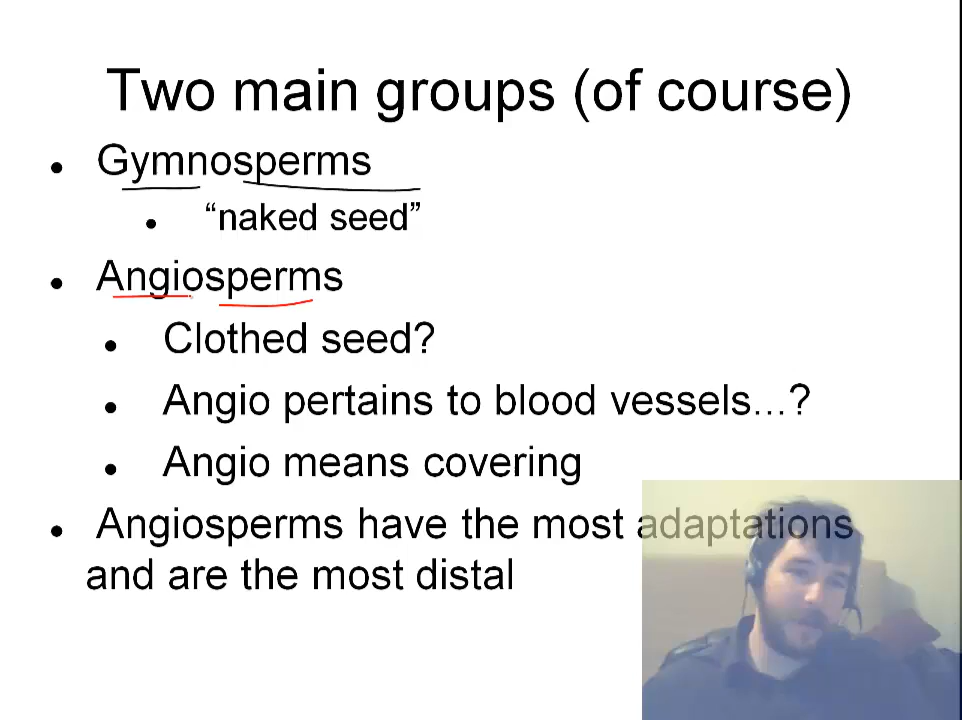 Two main groups (of course)
Gymnosperms
“naked seed”
Angiosperms
Clothed seed?
Angio pertains to blood vessels...?
Angio means covering
Angiosperms have the most adaptations
and are the most distal